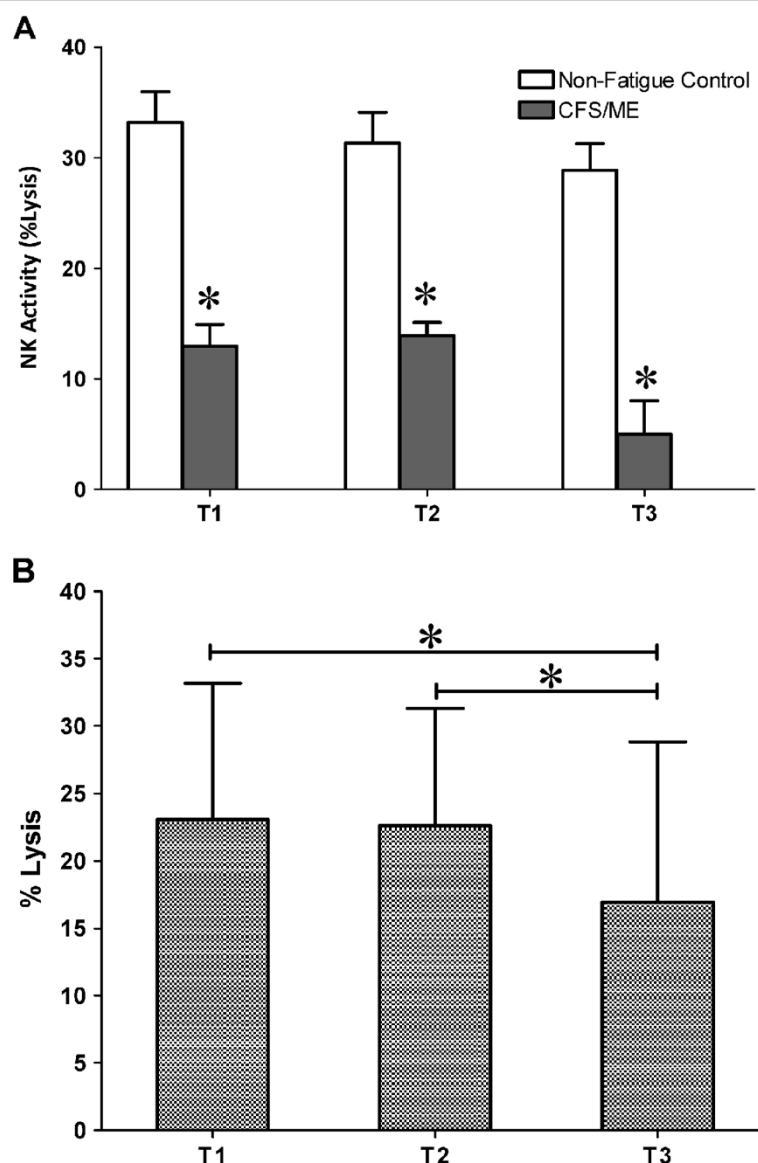 A
40
30
20
10
0
NK Activity (%Lysis)
Non-Fatigue Control
CFS/ME
*
*
*
T1
T2
T3
B
40
35
30
25
20
15
10
5
0
% Lysis
*
*
T1
T2
T3